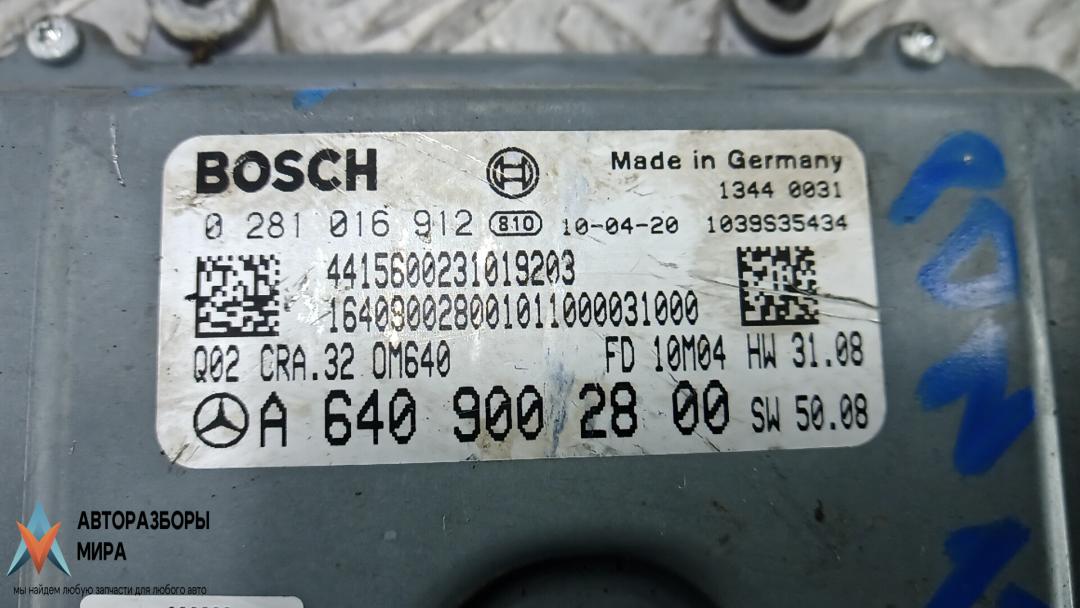 BOSCH
Made in Germany
1344 0031
0 281 016 912 810 10-04-20 1039S35434
4415600231019203
164090028001011000031000
Q02 CRA.32 OM640 FD 10M04 HW 31.08
A 640 900 28 00 SW 50.08
АВТОРАЗБОРЫ
МИРА
мы найдем любую запчасти для любого авто